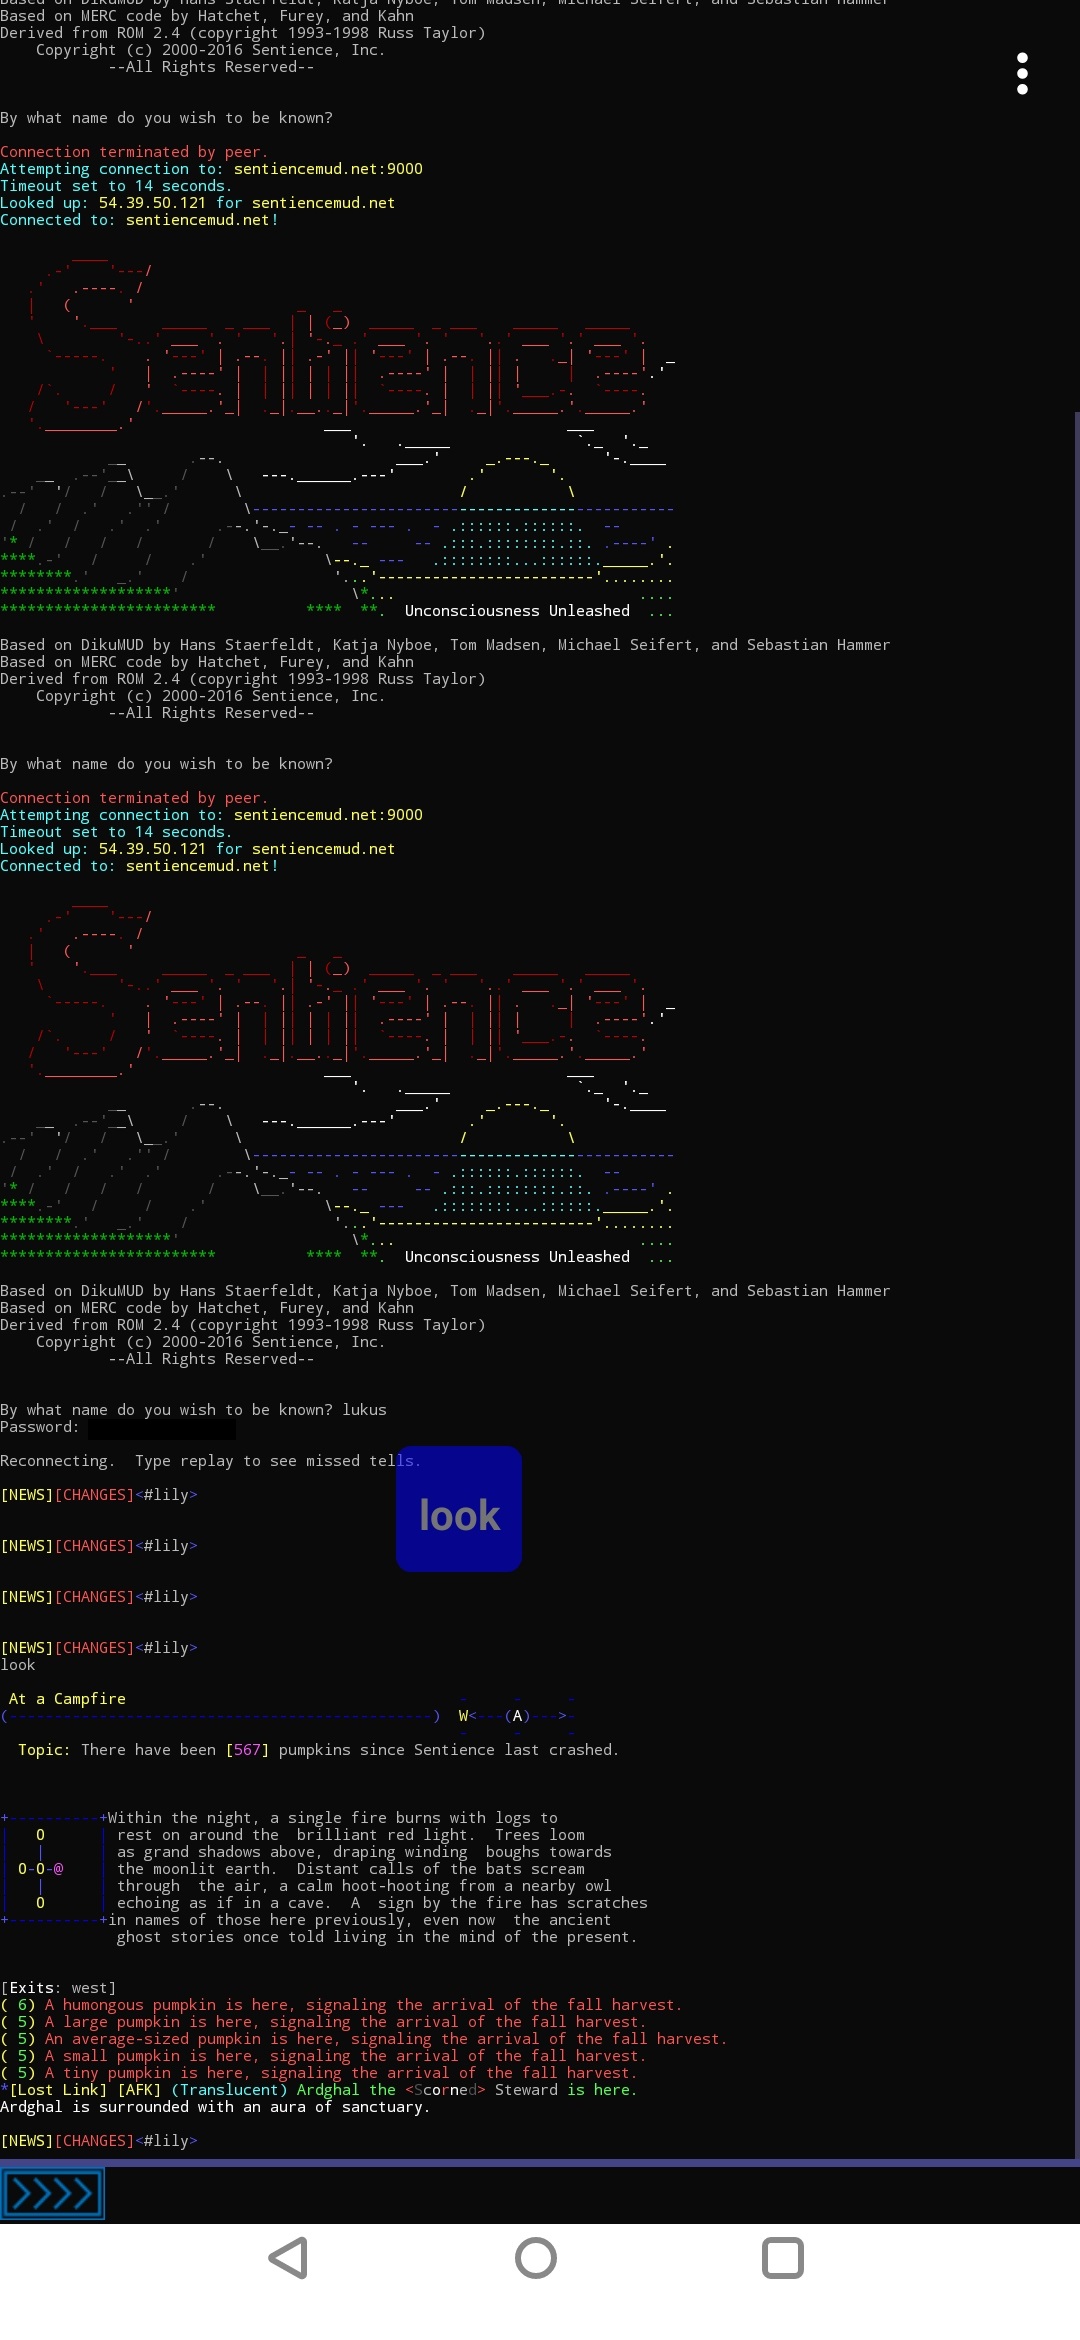 Based on DikuMUD by Hans Staerfeldt, Katja Nyboe, Tom Madsen, Michael Seifert, and Sebastian Hammer
Based on MERC code by Hatchet, Furey, and Kahn
Derived from ROM 2.4 (copyright 1993-1998 Russ Taylor)
Copyright (c) 2000-2016 Sentience, Inc.
--All Rights Reserved--
By what name do you wish to be known?
Connection terminated by peer.
Attempting connection to: sentiencemud.net:9000
Timeout set to 14 seconds.
Looked up: 54.39.50.121 for sentiencemud.net
Connected to: sentiencemud.net!
Sentience
Unconsciousness Unleashed ...
Based on DikuMUD by Hans Staerfeldt, Katja Nyboe, Tom Madsen, Michael Seifert, and Sebastian Hammer
Based on MERC code by Hatchet, Furey, and Kahn
Derived from ROM 2.4 (copyright 1993-1998 Russ Taylor)
Copyright (c) 2000-2016 Sentience, Inc.
--All Rights Reserved--
By what name do you wish to be known?
Connection terminated by peer.
Attempting connection to: sentiencemud.net:9000
Timeout set to 14 seconds.
Looked up: 54.39.50.121 for sentiencemud.net
Connected to: sentiencemud.net!
Sentience
Unconsciousness Unleashed ...
Based on DikuMUD by Hans Staerfeldt, Katja Nyboe, Tom Madsen, Michael Seifert, and Sebastian Hammer
Based on MERC code by Hatchet, Furey, and Kahn
Derived from ROM 2.4 (copyright 1993-1998 Russ Taylor)
Copyright (c) 2000-2016 Sentience, Inc.
--All Rights Reserved--
By what name do you wish to be known? lukus
Password:
Reconnecting.  Type replay to see missed tells.
[NEWS][CHANGES]<#lily>
look
[NEWS][CHANGES]<#lily>
[NEWS][CHANGES]<#lily>
[NEWS][CHANGES]<#lily>
look
At a Campfire
(-----------------------------------------------)  W<---(A)--->-
Topic: There have been [567] pumpkins since Sentience last crashed.
+----------+Within the night, a single fire burns with logs to
|   O      | rest on around the  brilliant red light.  Trees loom
|   |      | as grand shadows above, draping winding  boughs towards
| O-O-@    | the moonlit earth.  Distant calls of the bats scream
|   |      | through  the air, a calm hoot-hooting from a nearby owl
|   O      | echoing as if in a cave.  A  sign by the fire has scratches
+----------+in names of those here previously, even now  the ancient
ghost stories once told living in the mind of the present.
[Exits: west]
( 6) A humongous pumpkin is here, signaling the arrival of the fall harvest.
( 5) A large pumpkin is here, signaling the arrival of the fall harvest.
( 5) An average-sized pumpkin is here, signaling the arrival of the fall harvest.
( 5) A small pumpkin is here, signaling the arrival of the fall harvest.
( 5) A tiny pumpkin is here, signaling the arrival of the fall harvest.
*[Lost Link] [AFK] (Translucent) Ardghal the <Scorned> Steward is here.
Ardghal is surrounded with an aura of sanctuary.
[NEWS][CHANGES]<#lily>